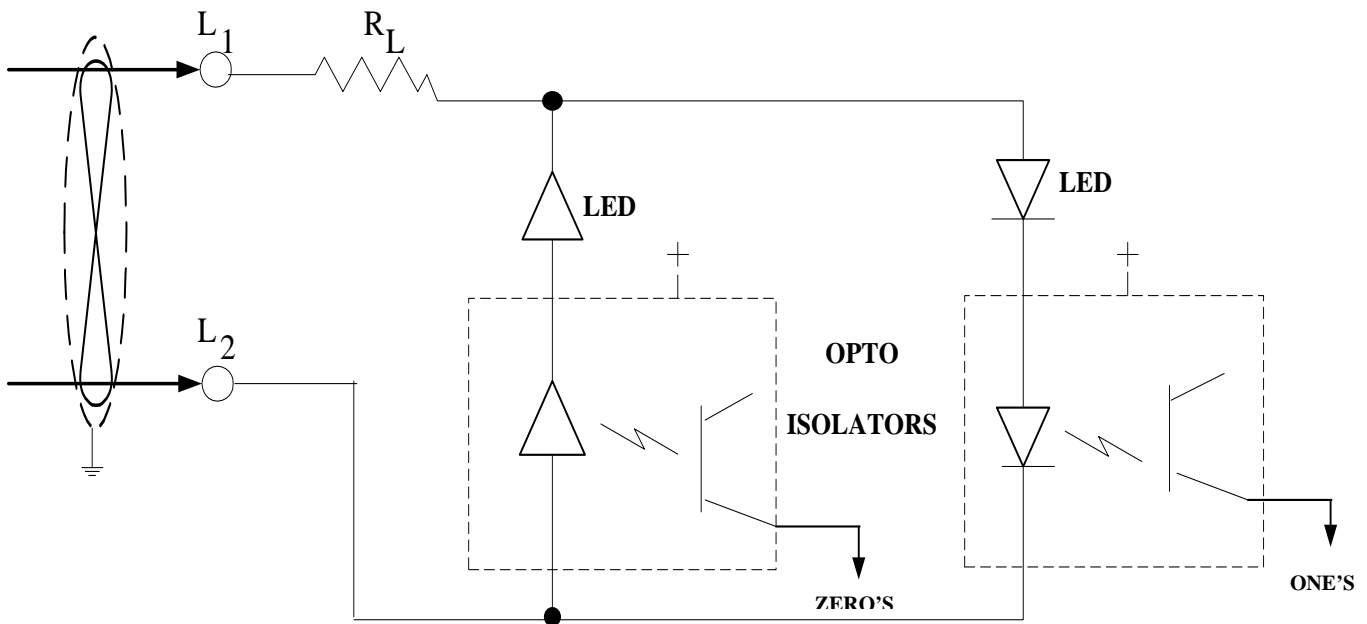 L1
RL
LED
LED
+
+
L2
OPTO
ISOLATORS
ZERO'S
ONE'S